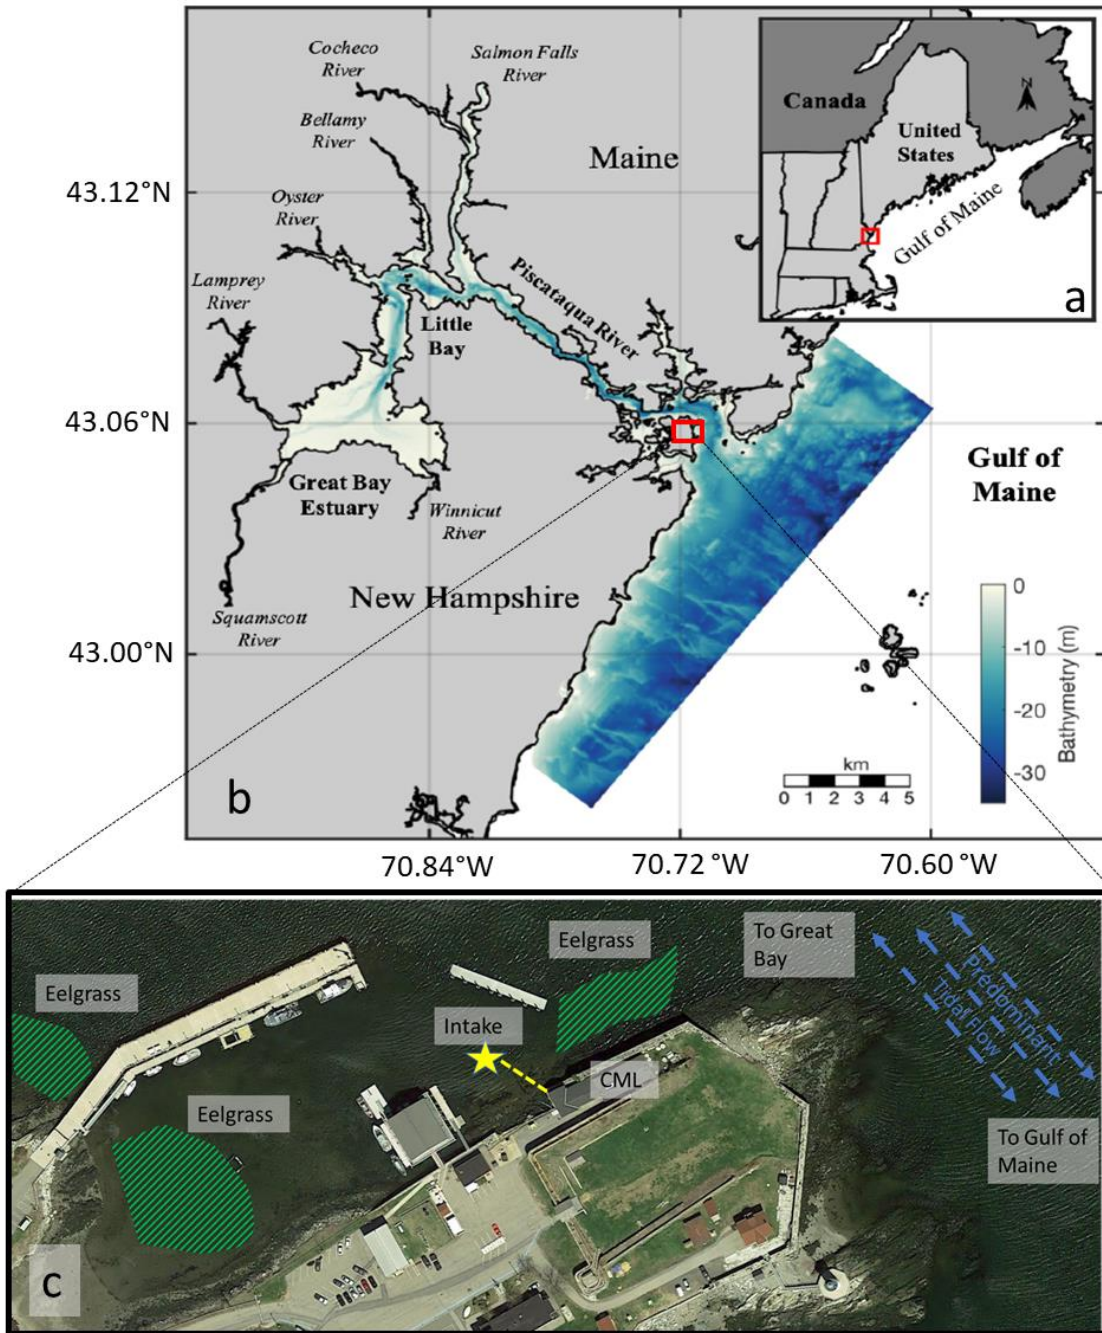 Cocheco
River
Salmon Falls
River
Bellamy
River
Maine
Oyster
River
Lamprey
River
Piscataqua River
Little
Bay
Great Bay
Estuary
Winnicut
River
Squamscott
River
New Hampshire
Gulf of
Maine
43.12°N
43.06°N
43.00°N
70.84°W
70.72°W
70.60°W
b
km
0 1 2 3 4 5
0
-10
-20
-30
Bathymetry (m)
Canada
N
United
States
Gulf of Maine
a
Eelgrass
Eelgrass
Eelgrass
Intake
CML
To Great
Bay
Predominant
Tidal Flow
To Gulf of
Maine
c